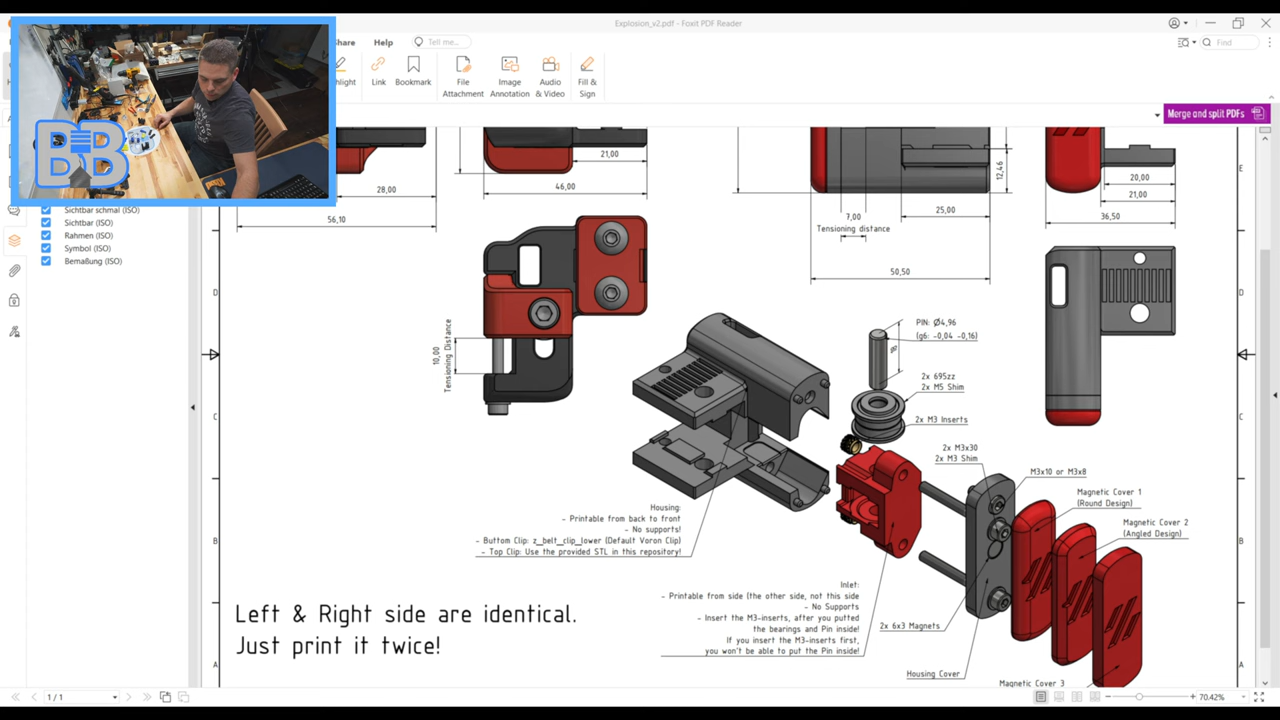 Explosion_v2.pdf - Foxit PDF Reader
Share
Help
Tell me...
Find
Link
Bookmark
File
Attachment
Image
Annotation
Audio
& Video
Fill &
Sign
Merge and split PDFs
BB
Sichtbar schmal (ISO)
Sichtbar (ISO)
Rahmen (ISO)
Symbol (ISO)
Bemaßung (ISO)
28,00
56,10
21,00
46,00
12,46
7,00
25,00
Tensioning distance
50,50
20,00
21,00
36,50
E
D
D
C
C
B
B
A
A
10,00
Tensioning Distance
PIN: Ø4,96
(g6: -0,04 -0,16)
2x 695zz
2x M5 Shim
2x M3 Inserts
2x M3x30
2x M3 Shim
M3x10 or M3x8
Magnetic Cover 1
(Round Design)
Magnetic Cover 2
(Angled Design)
Housing:
- Printable from back to front
- No supports!
- Buttom Clip: z_belt_clip_lower (Default Voron Clip)
- Top Clip: Use the provided STL in this repository!
Inlet:
- Printable from side (the other side, not this side
- No Supports
- Insert the M3-inserts, after you putted
the bearings and Pin inside!
If you insert the M3-inserts first,
you won't be able to put the Pin inside!
2x 6x3 Magnets
Housing Cover
Magnetic Cover 3
Left & Right side are identical.
Just print it twice!
1 / 1
70.42%